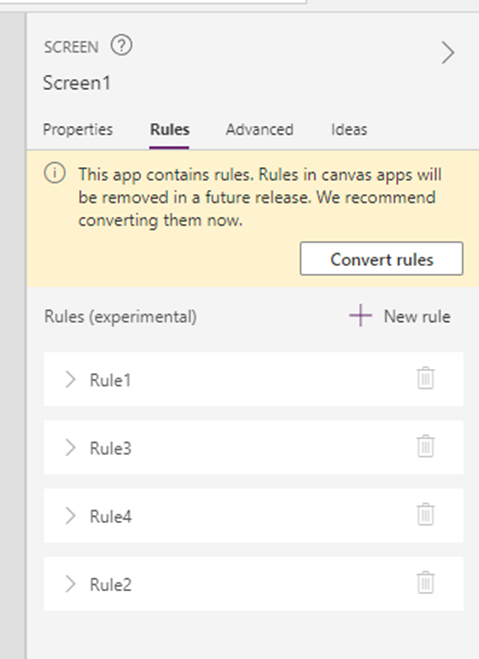 SCREEN ?
Screen1
Properties Rules Advanced Ideas
This app contains rules. Rules in canvas apps will
be removed in a future release. We recommend
converting them now.
Convert rules
Rules (experimental) New rule
Rule1
Rule3
Rule4
Rule2